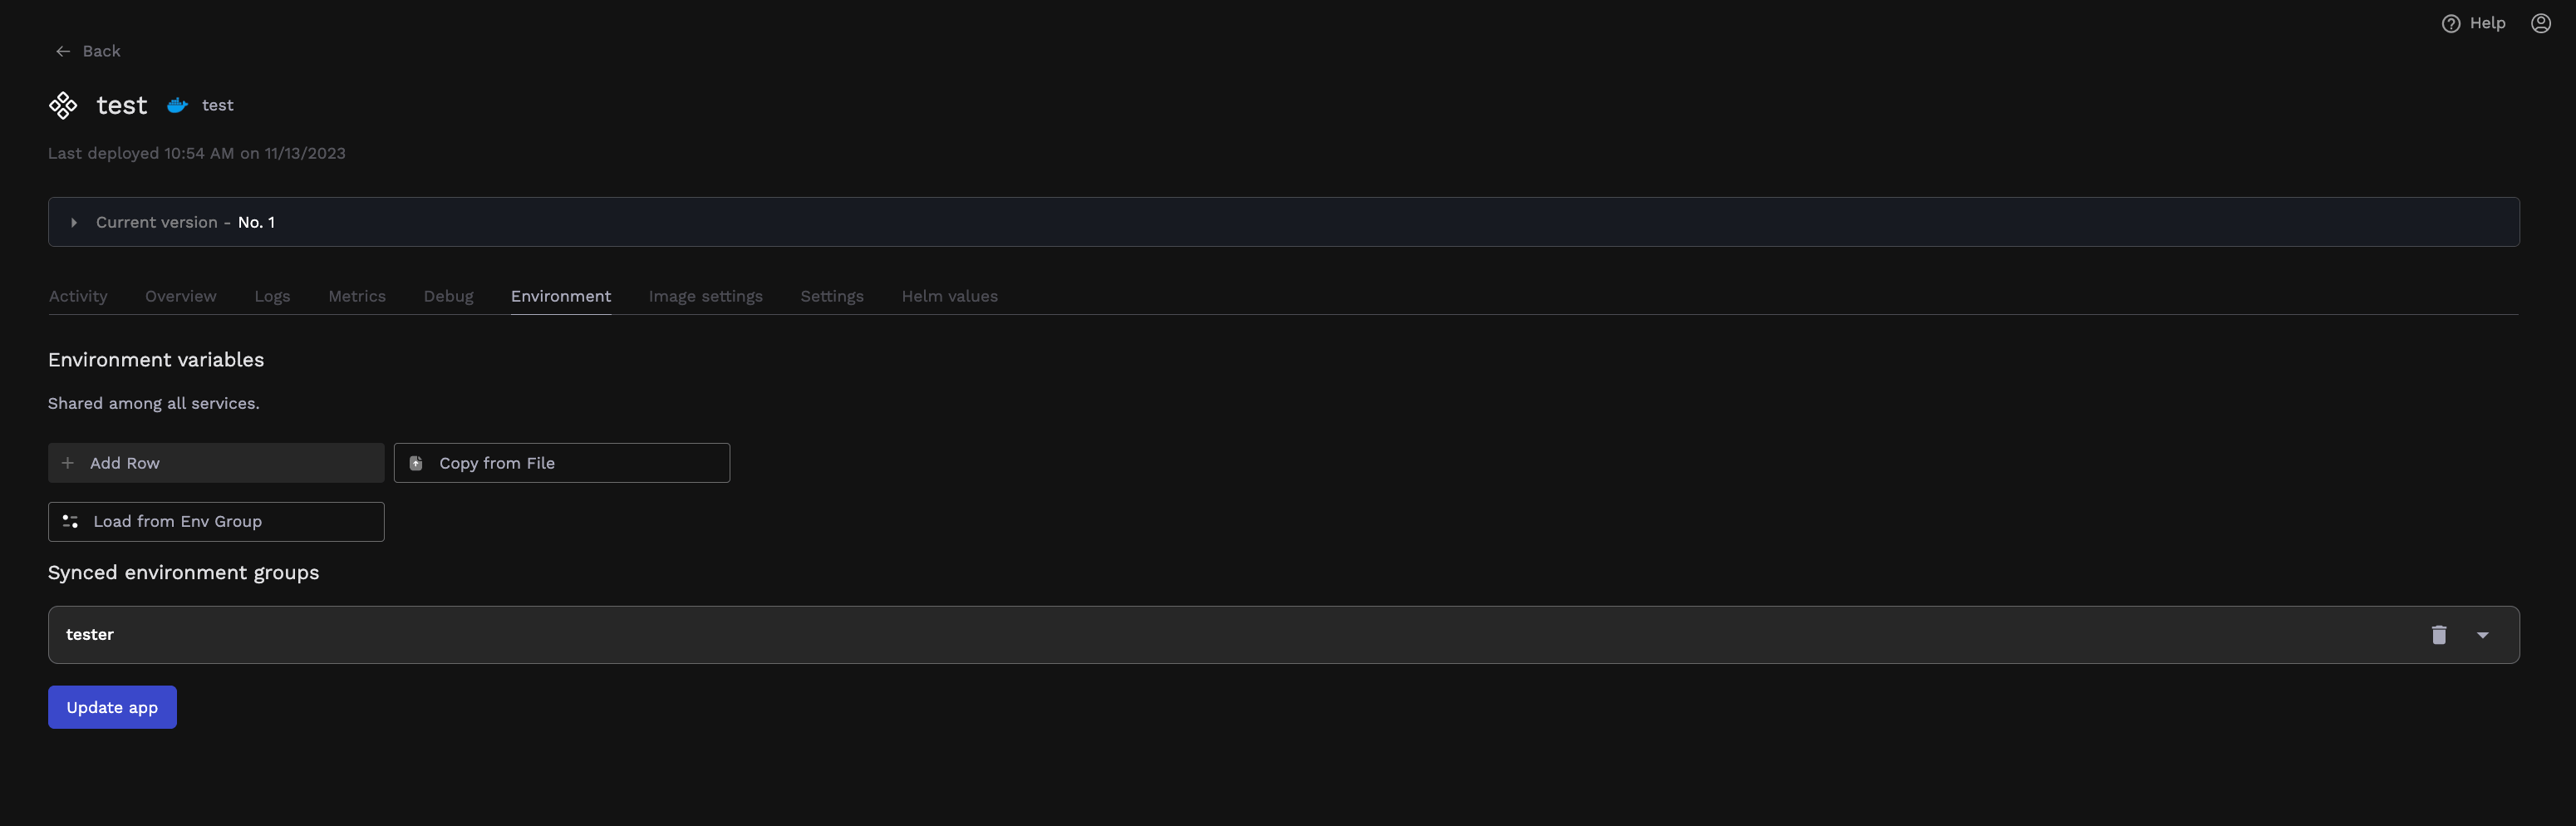 Help
Back
test test
Last deployed 10:54 AM on 11/13/2023
Current version - No. 1
Activity Overview Logs Metrics Debug Environment Image settings Settings Helm values
Environment variables
Shared among all services.
Add Row Copy from File
Load from Env Group
Synced environment groups
tester
Update app